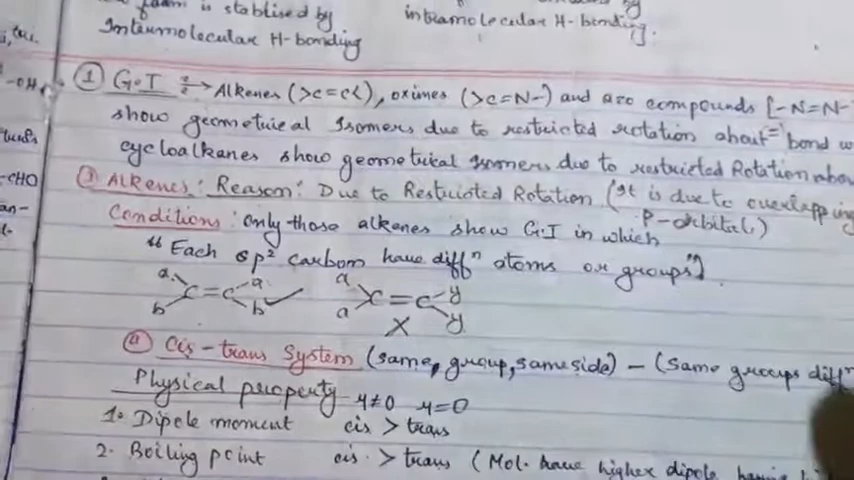 form is stablised by
Intermolecular H-bonding
intramolecular H-bonding.
-OH
-CHO
an-
① G·I → Alkenes (>C=C<), oximes (>C=N-) and azo compounds [-N=N-
show geometrical Isomers due to restricted rotation about = bond w
cycloalkanes show geometrical isomers due to restricted Rotation abou
① Alkenes: Reason: Due to Restricted Rotation (It is due to overlapping
p-orbital,)
Conditions: only those alkenes show G.I in which
"Each sp² carbon have diffⁿ atoms or groups".
a a a y
C=C ✓ C=C
b b a y
X
ⓐ Cis-trans System (same, group, same side) - (Same groups diffⁿ
Physical property μ≠0 μ=0
1. Dipole moment cis > trans
2. Boiling point cis > trans (Mol. have higher dipole